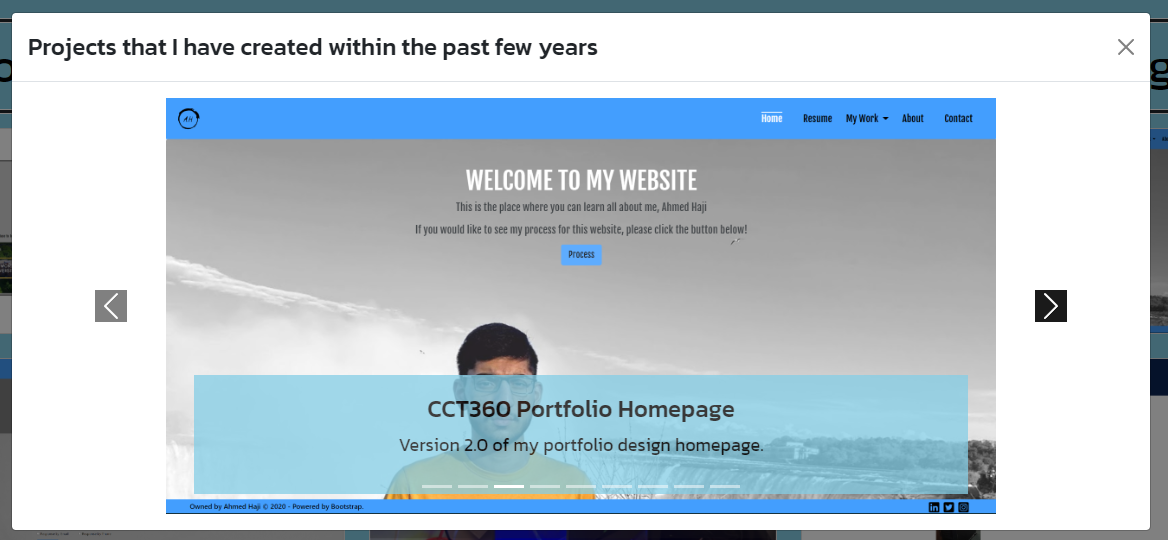 Projects that I have created within the past few years
AH
Home Resume My Work About Contact
WELCOME TO MY WEBSITE
This is the place where you can learn all about me, Ahmed Haji
If you would like to see my process for this website, please click the button below!
Process
CCT360 Portfolio Homepage
Version 2.0 of my portfolio design homepage.
Owned by Ahmed Haji © 2020 - Powered by Bootstrap.